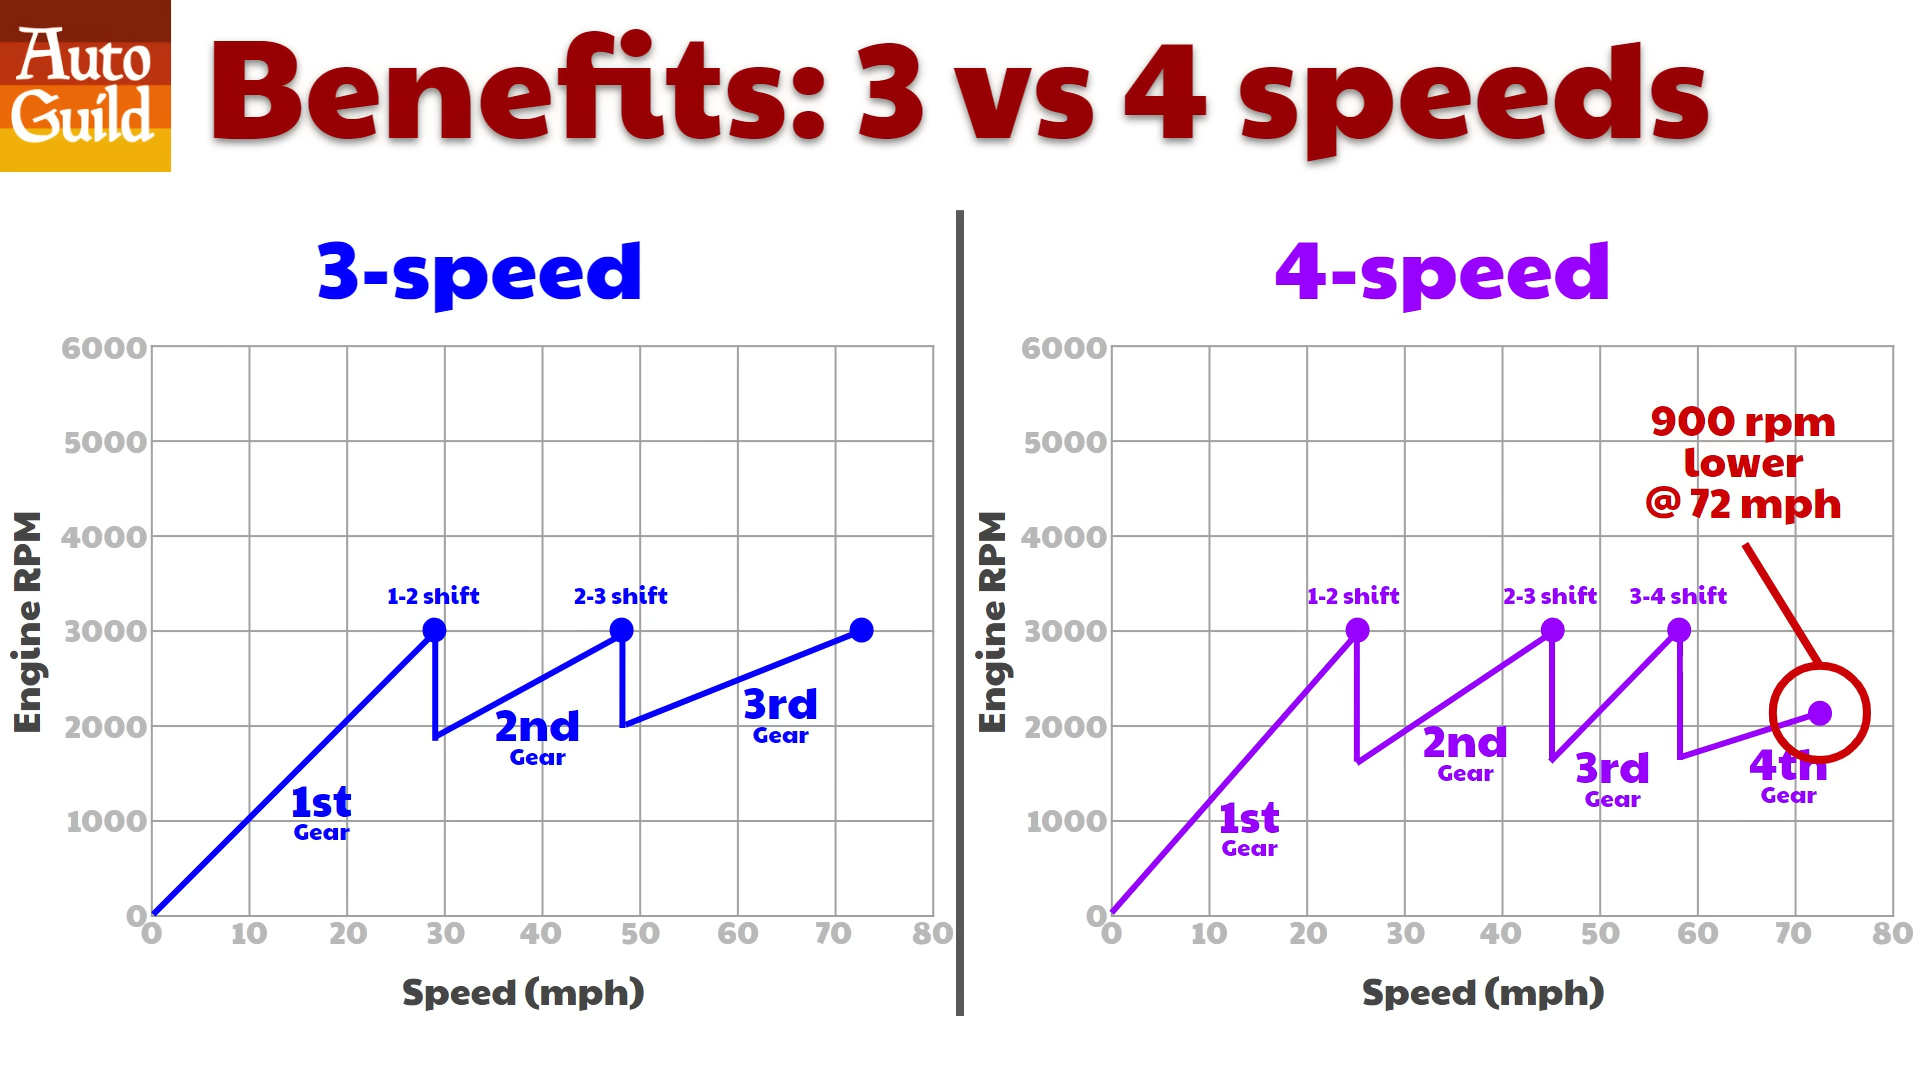 Auto
Guild
Benefits: 3 vs 4 speeds
3-speed
6000
5000
4000
3000
2000
1000
0
0 10 20 30 40 50 60 70 80
Engine RPM
Speed (mph)
1-2 shift
2-3 shift
1st
Gear
2nd
Gear
3rd
Gear
4-speed
6000
5000
4000
3000
2000
1000
0
0 10 20 30 40 50 60 70 80
Engine RPM
Speed (mph)
900 rpm
lower
@ 72 mph
1-2 shift
2-3 shift
3-4 shift
1st
Gear
2nd
Gear
3rd
Gear
4th
Gear